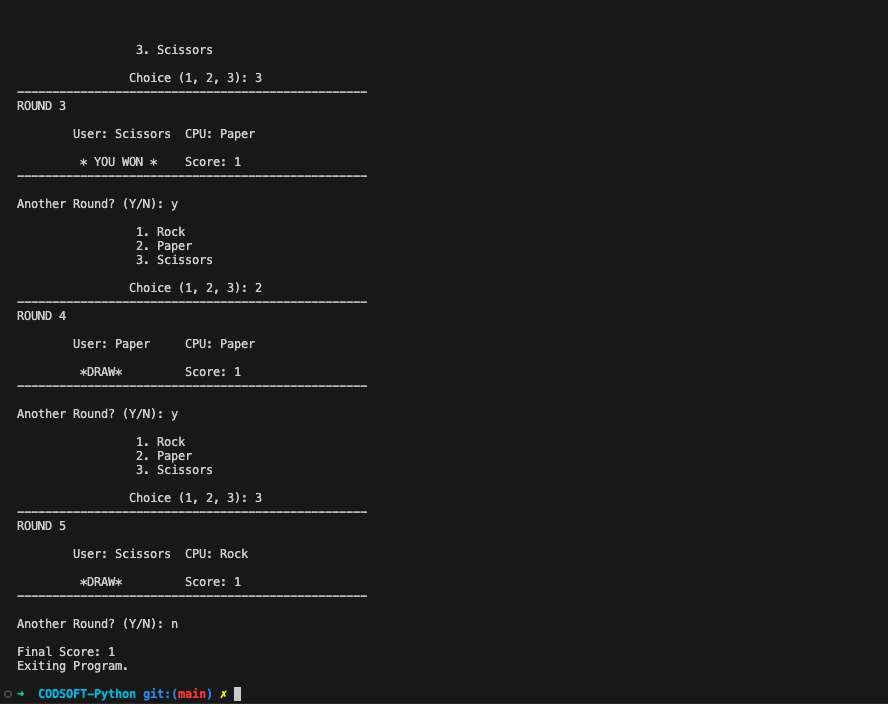 3. Scissors
Choice (1, 2, 3): 3
ROUND 3
User: Scissors  CPU: Paper
* YOU WON *    Score: 1
Another Round? (Y/N): y
1. Rock
2. Paper
3. Scissors
Choice (1, 2, 3): 2
ROUND 4
User: Paper     CPU: Paper
*DRAW*         Score: 1
Another Round? (Y/N): y
1. Rock
2. Paper
3. Scissors
Choice (1, 2, 3): 3
ROUND 5
User: Scissors  CPU: Rock
*DRAW*         Score: 1
Another Round? (Y/N): n
Final Score: 1
Exiting Program.
➜  CODSOFT-Python git:(main) ✗